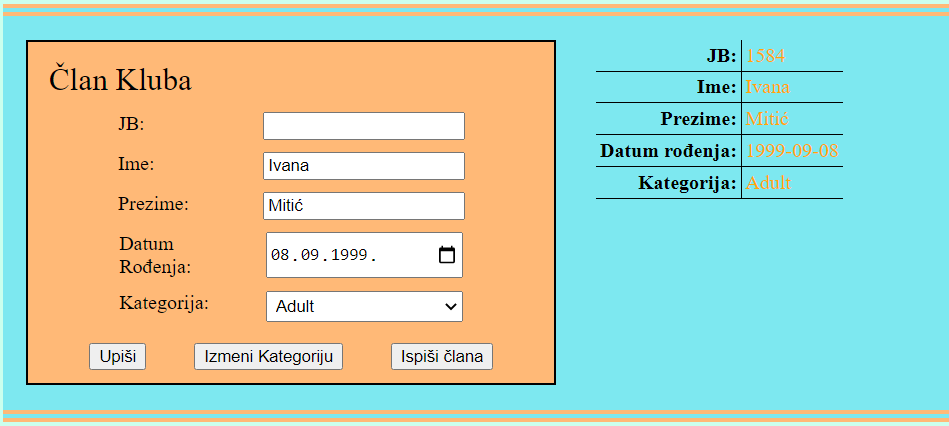 Član Kluba
JB:
Ime: Ivana
Prezime: Mitić
Datum
Rođenja: 08.09.1999.
Kategorija: Adult
Upiši Izmeni Kategoriju Ispiši člana
JB: 1584
Ime: Ivana
Prezime: Mitić
Datum rođenja: 1999-09-08
Kategorija: Adult